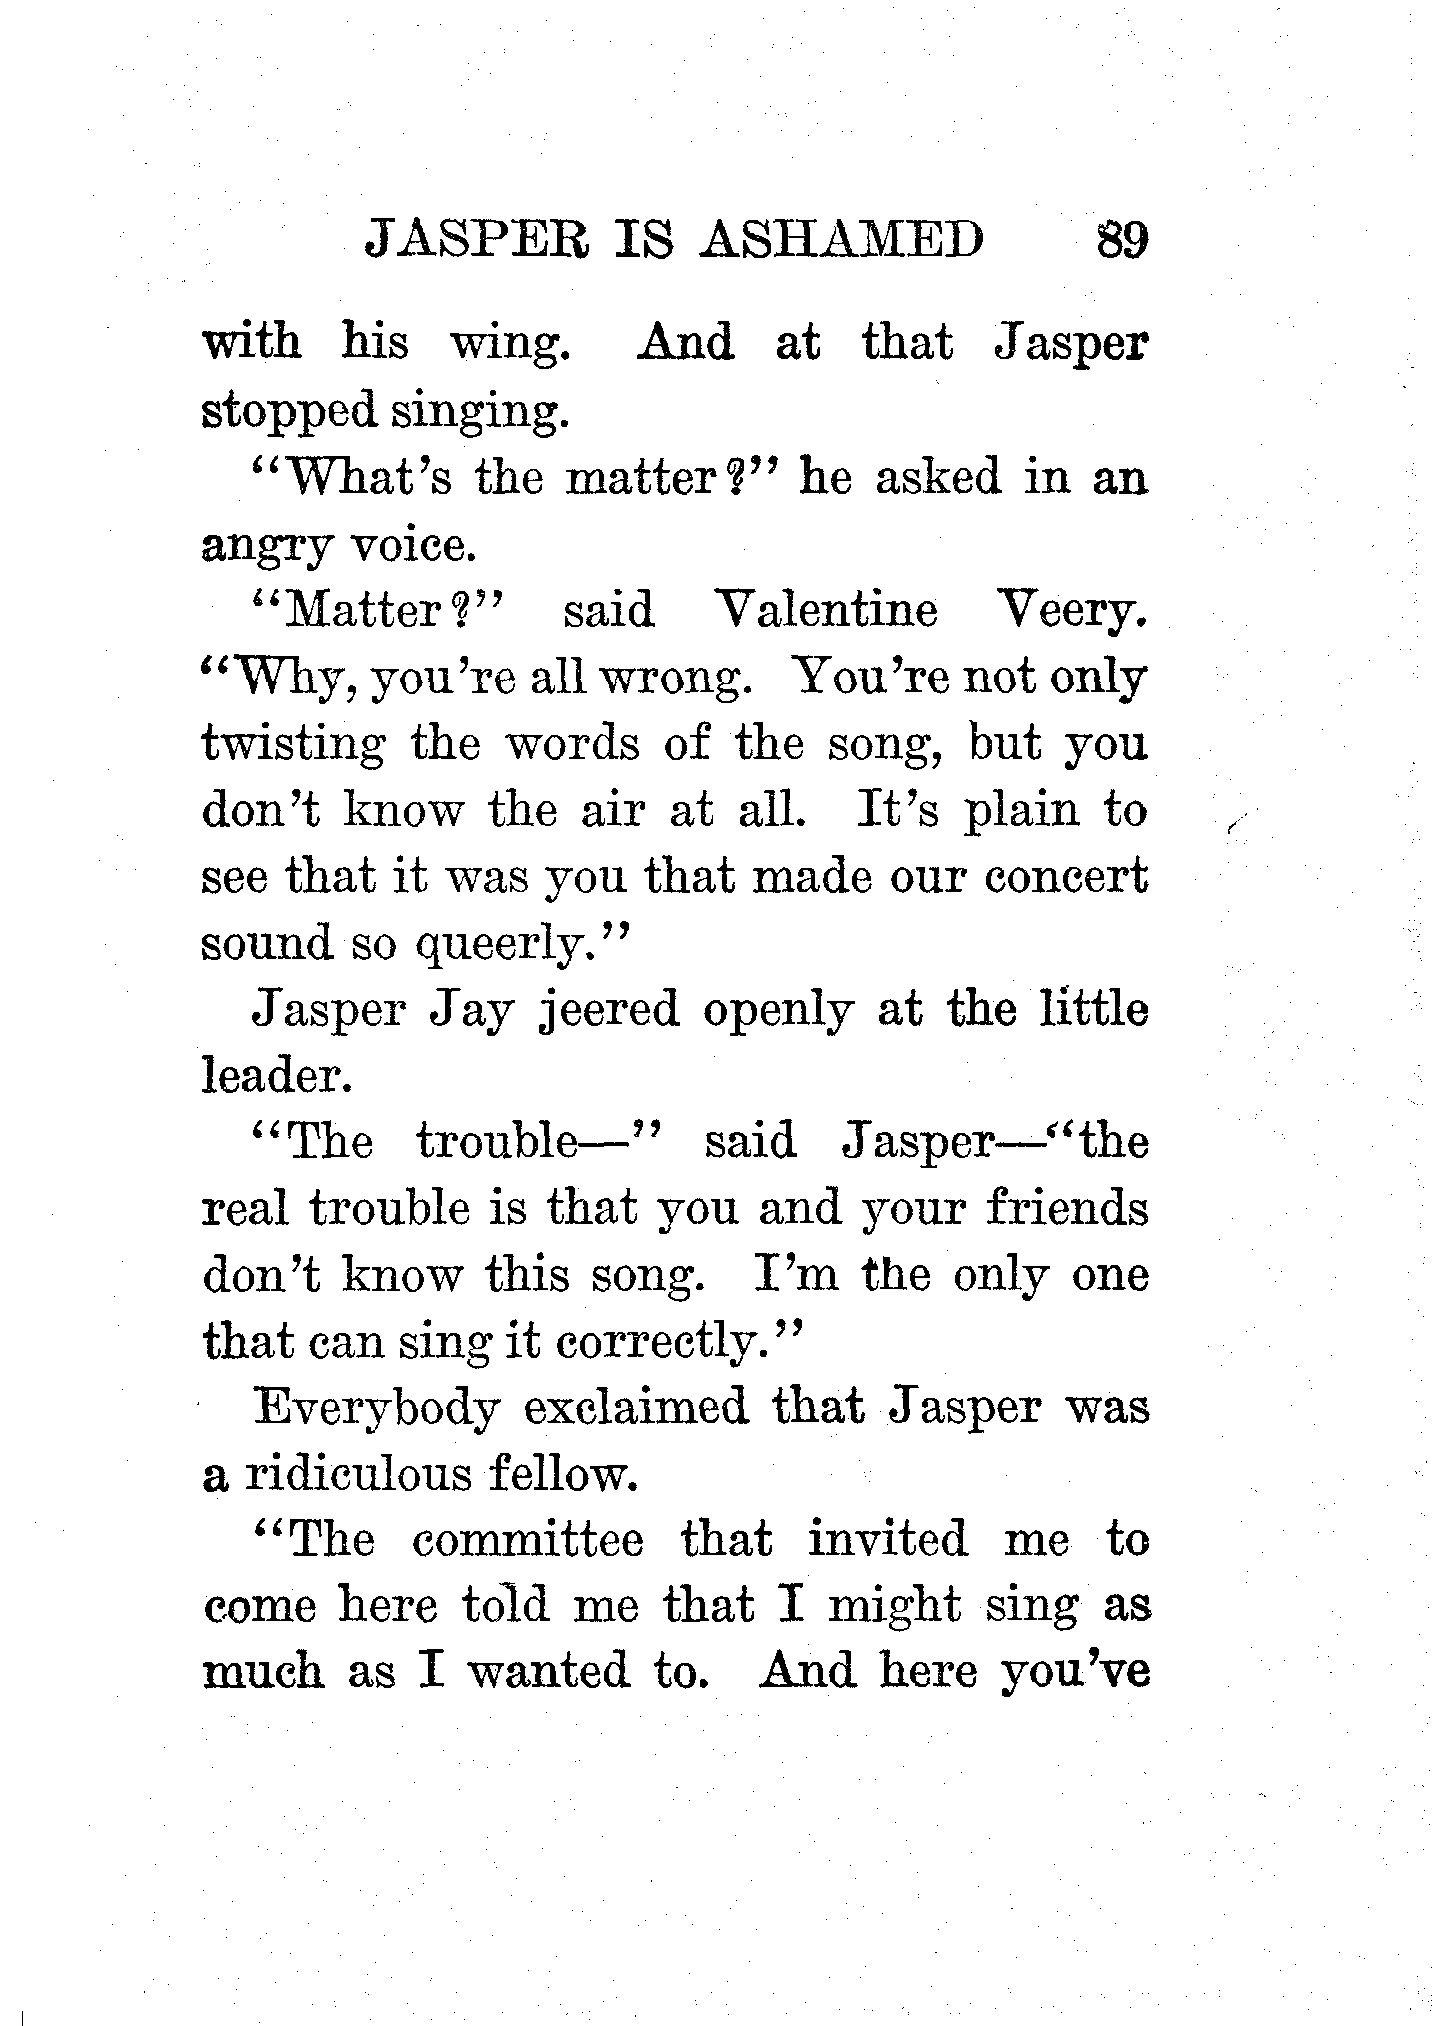 JASPER IS ASHAMED 89
with his wing. And at that Jasper
stopped singing.
“What’s the matter?” he asked in an
angry voice.
“Matter?” said Valentine Veery.
“Why, you’re all wrong. You’re not only
twisting the words of the song, but you
don’t know the air at all. It’s plain to
see that it was you that made our concert
sound so queerly.”
Jasper Jay jeered openly at the little
leader.
“The trouble—” said Jasper—“the
real trouble is that you and your friends
don’t know this song. I’m the only one
that can sing it correctly.”
Everybody exclaimed that Jasper was
a ridiculous fellow.
“The committee that invited me to
come here told me that I might sing as
much as I wanted to. And here you’ve